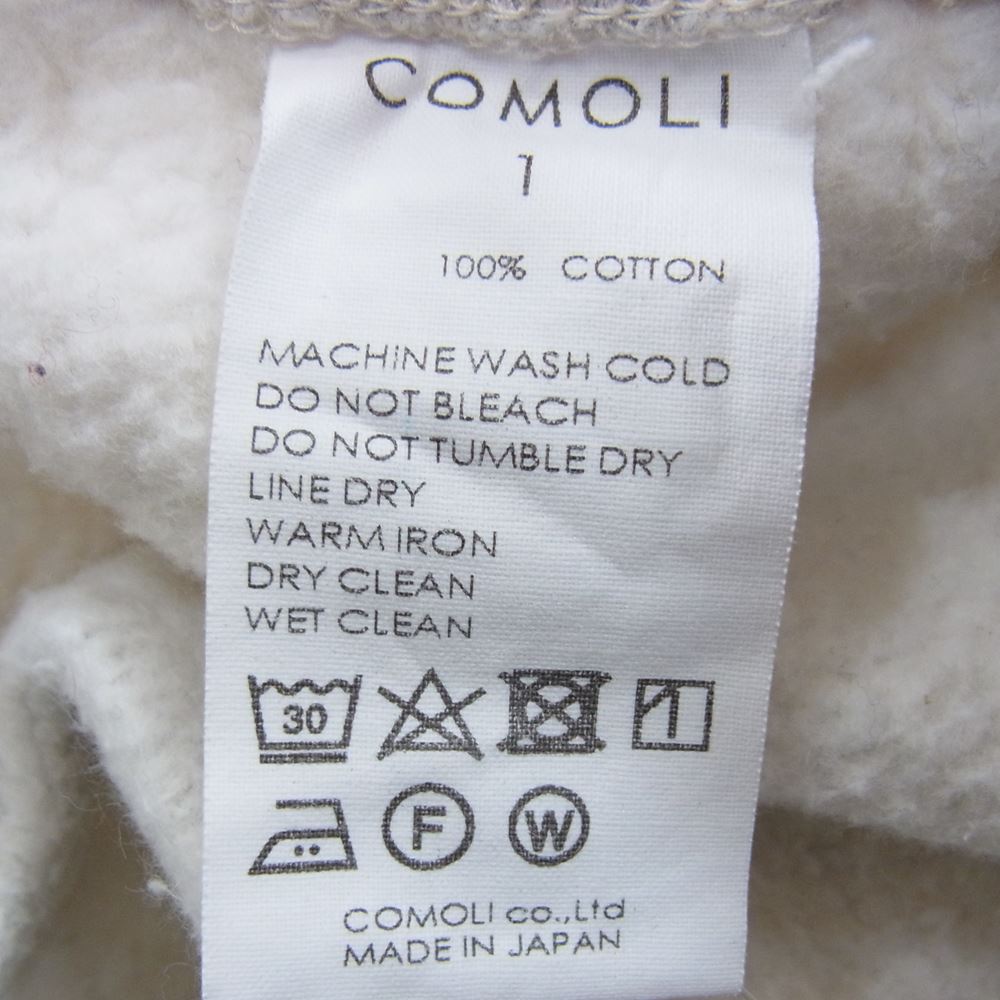 COMOLI
1
100% COTTON
MACHINE WASH COLD
DO NOT BLEACH
DO NOT TUMBLE DRY
LINE DRY
WARM IRON
DRY CLEAN
WET CLEAN
30
F W
COMOLI co.,Ltd
MADE IN JAPAN